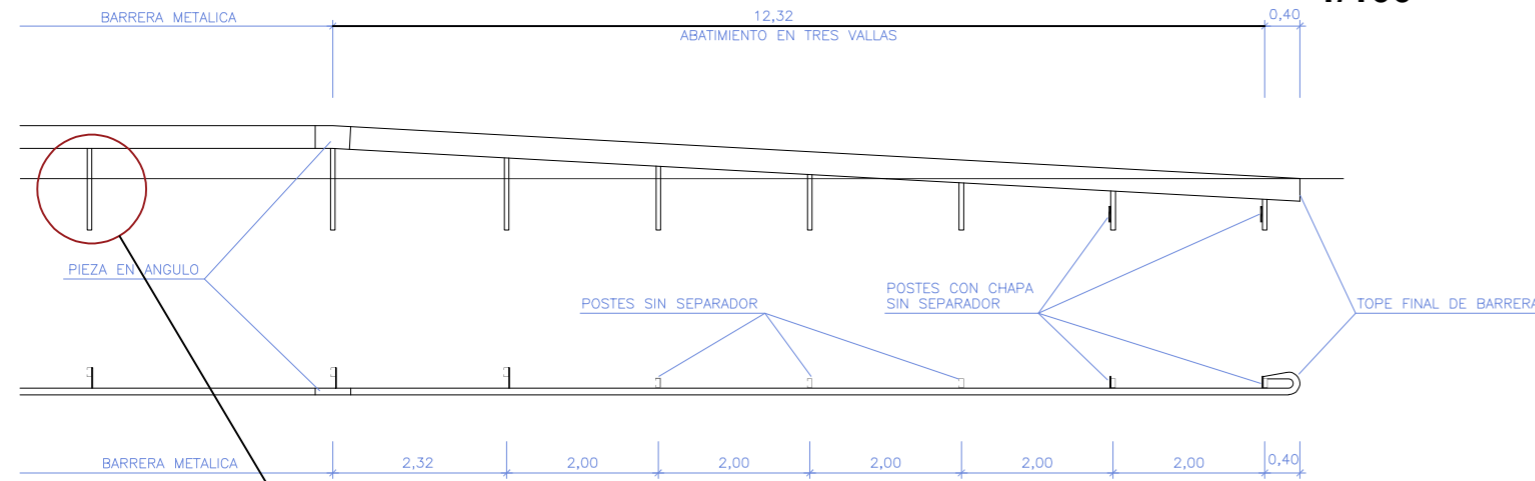 BARRERA METALICA
12,32
0,40
ABATIMIENTO EN TRES VALLAS
PIEZA EN ANGULO
POSTES SIN SEPARADOR
POSTES CON CHAPA
SIN SEPARADOR
TOPE FINAL DE BARRERA
BARRERA METALICA
2,32
2,00
2,00
2,00
2,00
2,00
0,40